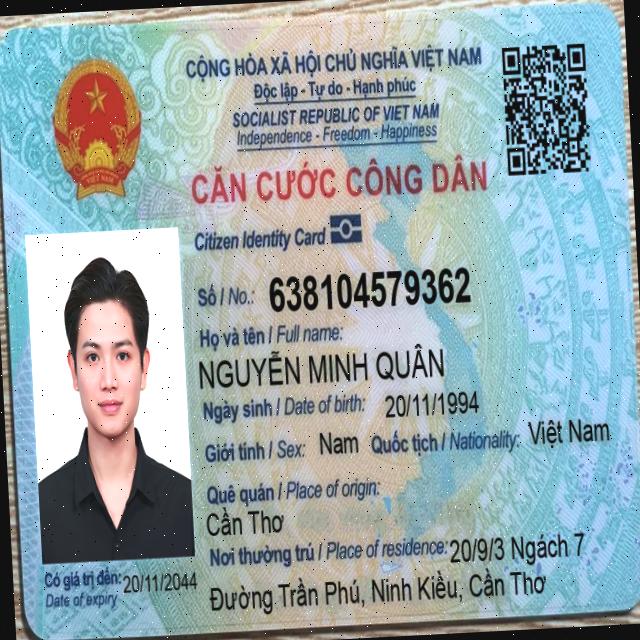 CỘNG HÒA XÃ HỘI CHỦ NGHĨA VIỆT NAM
Độc lập - Tự do - Hạnh phúc
SOCIALIST REPUBLIC OF VIET NAM
Independence - Freedom - Happiness
CĂN CƯỚC CÔNG DÂN
Citizen Identity Card
Số / No.: 638104579362
Họ và tên / Full name:
NGUYỄN MINH QUÂN
Ngày sinh / Date of birth: 20/11/1994
Giới tính / Sex: Nam Quốc tịch / Nationality: Việt Nam
Quê quán / Place of origin:
Cần Thơ
Nơi thường trú / Place of residence: 20/9/3 Ngách 7
Đường Trần Phú, Ninh Kiều, Cần Thơ
Có giá trị đến: 20/11/2044
Date of expiry